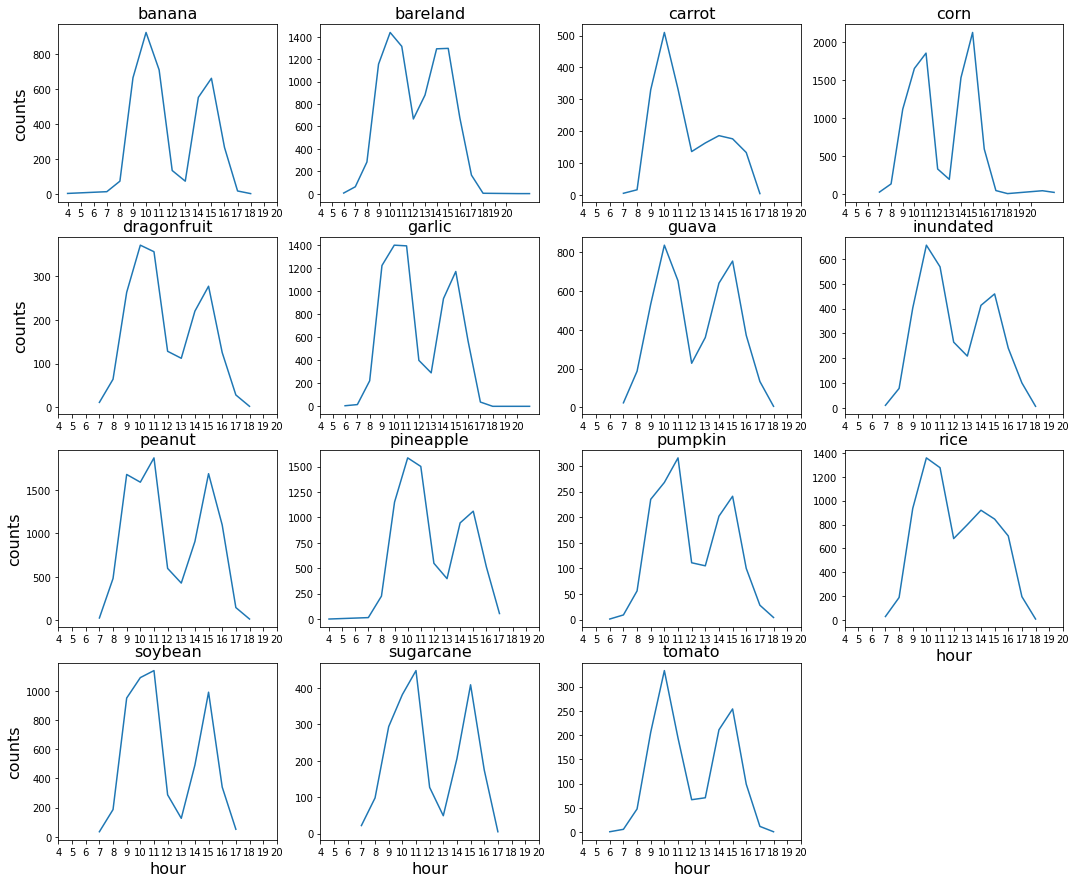 banana bareland carrot corn
counts
0 200 400 600 800
0 200 400 600 800 1000 1200 1400
0 100 200 300 400 500
0 500 1000 1500 2000
4 5 6 7 8 9 10 11 12 13 14 15 16 17 18 19 20
4 5 6 7 8 9 10 11 12 13 14 15 16 17 18 19 20
4 5 6 7 8 9 10 11 12 13 14 15 16 17 18 19 20
4 5 6 7 8 9 10 11 12 13 14 15 16 17 18 19 20
dragonfruit garlic guava inundated
counts
0 100 200 300
0 200 400 600 800 1000 1200 1400
0 200 400 600 800
0 100 200 300 400 500 600
4 5 6 7 8 9 10 11 12 13 14 15 16 17 18 19 20
4 5 6 7 8 9 10 11 12 13 14 15 16 17 18 19 20
4 5 6 7 8 9 10 11 12 13 14 15 16 17 18 19 20
4 5 6 7 8 9 10 11 12 13 14 15 16 17 18 19 20
peanut pineapple pumpkin rice
counts
0 500 1000 1500
0 250 500 750 1000 1250 1500
0 50 100 150 200 250 300
0 200 400 600 800 1000 1200 1400
4 5 6 7 8 9 10 11 12 13 14 15 16 17 18 19 20
4 5 6 7 8 9 10 11 12 13 14 15 16 17 18 19 20
4 5 6 7 8 9 10 11 12 13 14 15 16 17 18 19 20
4 5 6 7 8 9 10 11 12 13 14 15 16 17 18 19 20
hour
soybean sugarcane tomato
counts
0 200 400 600 800 1000
0 100 200 300 400
0 50 100 150 200 250 300 350
4 5 6 7 8 9 10 11 12 13 14 15 16 17 18 19 20
4 5 6 7 8 9 10 11 12 13 14 15 16 17 18 19 20
4 5 6 7 8 9 10 11 12 13 14 15 16 17 18 19 20
hour hour hour